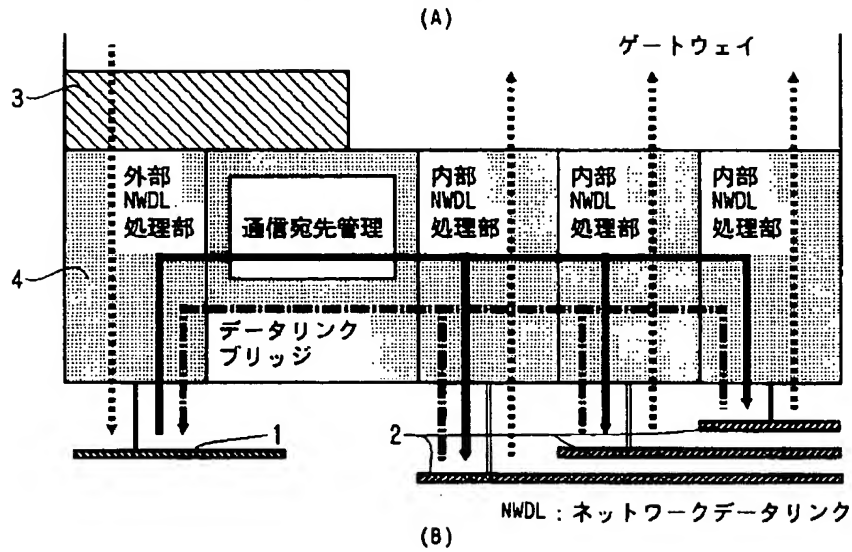 (A)
ゲートウェイ
3
外部
NWDL
処理部
通信宛先管理
内部
NWDL
処理部
内部
NWDL
処理部
内部
NWDL
処理部
4
データリンク
ブリッジ
1
2
NWDL：ネットワークデータリンク
(B)